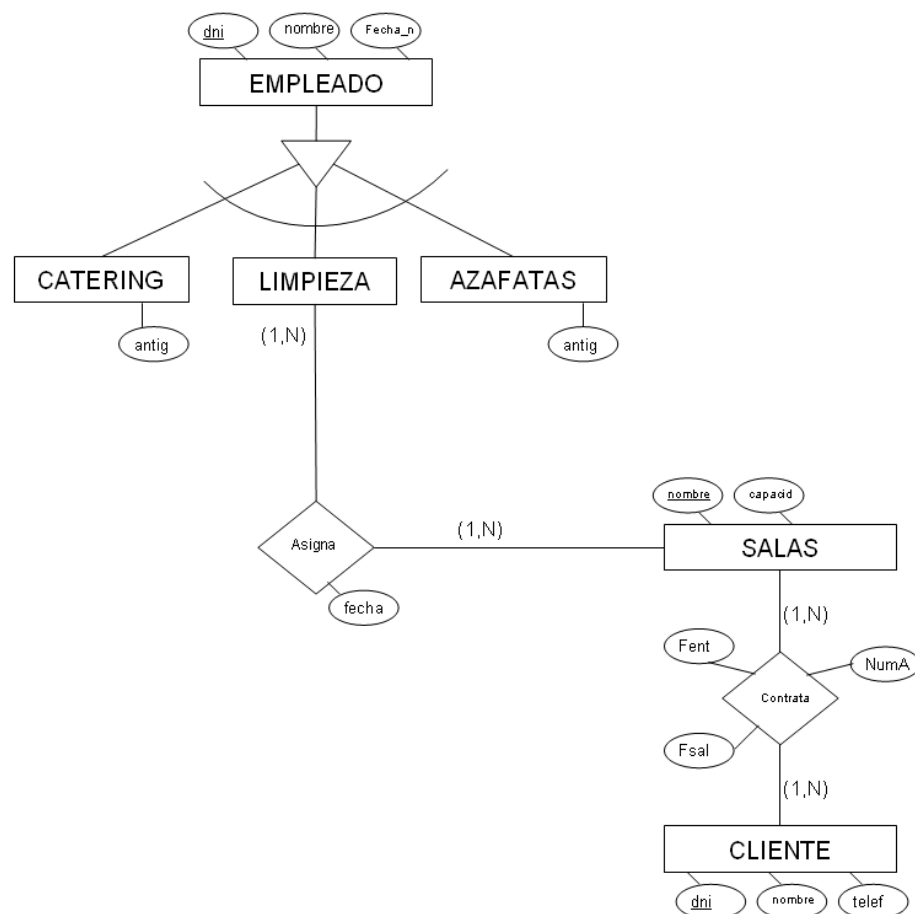 dni
nombre
Fecha_n
EMPLEADO
CATERING
LIMPIEZA
AZAFATAS
antig
(1,N)
antig
nombre
capacid
Asigna
(1,N)
SALAS
fecha
(1,N)
Fent
NumA
Contrata
Fsal
(1,N)
CLIENTE
dni
nombre
telef